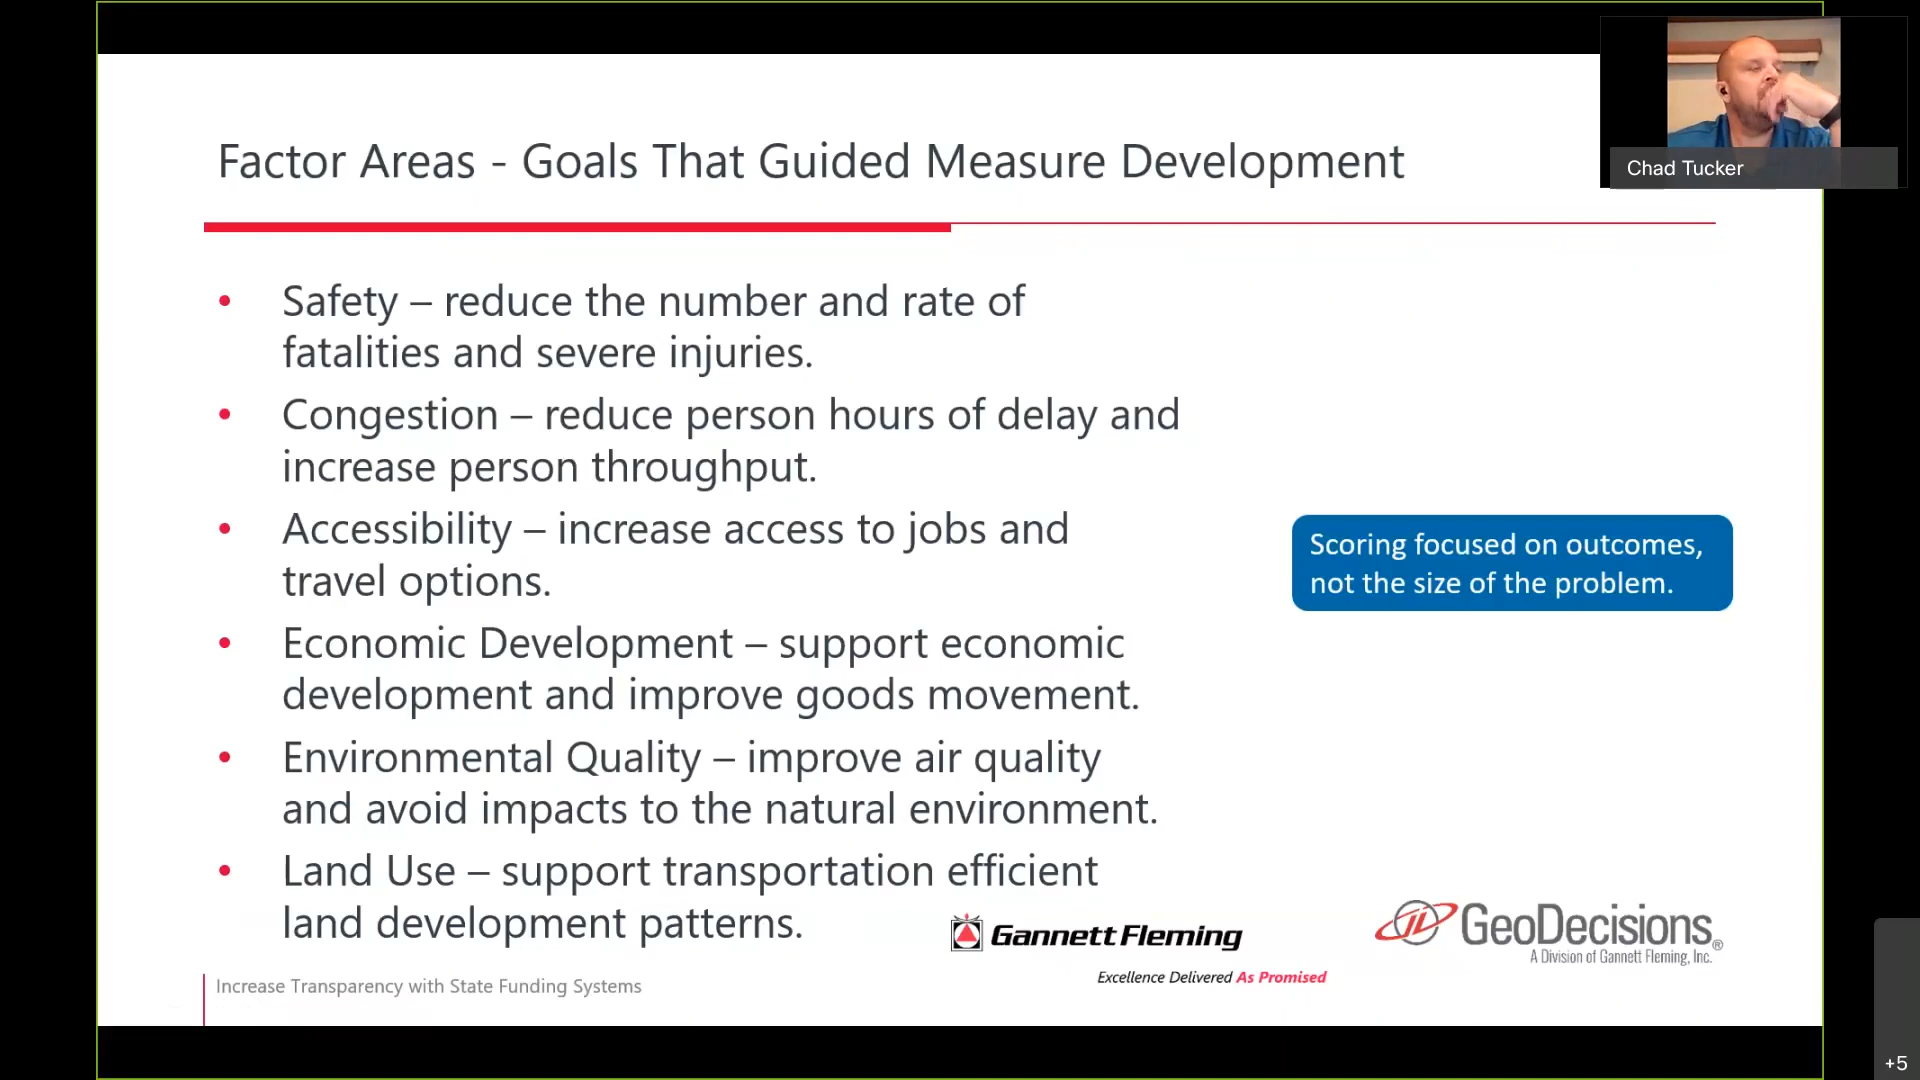 Factor Areas - Goals That Guided Measure Development
Chad Tucker
• Safety – reduce the number and rate of
fatalities and severe injuries.
• Congestion – reduce person hours of delay and
increase person throughput.
• Accessibility – increase access to jobs and
travel options.
• Economic Development – support economic
development and improve goods movement.
• Environmental Quality – improve air quality
and avoid impacts to the natural environment.
• Land Use – support transportation efficient
land development patterns.
Scoring focused on outcomes,
not the size of the problem.
Gannett Fleming
Excellence Delivered As Promised
GeoDecisions®
A Division of Gannett Fleming, Inc.
Increase Transparency with State Funding Systems
+5